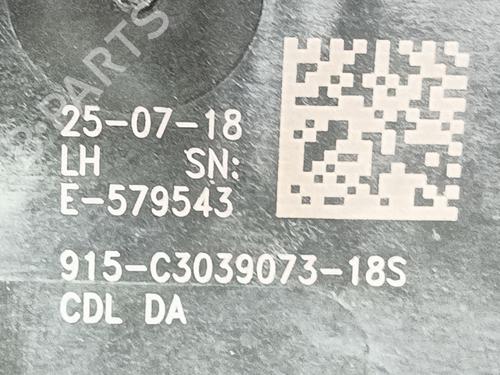 25-07-18
LH SN:
E-579543
915-C3039073-18S
CDL DA